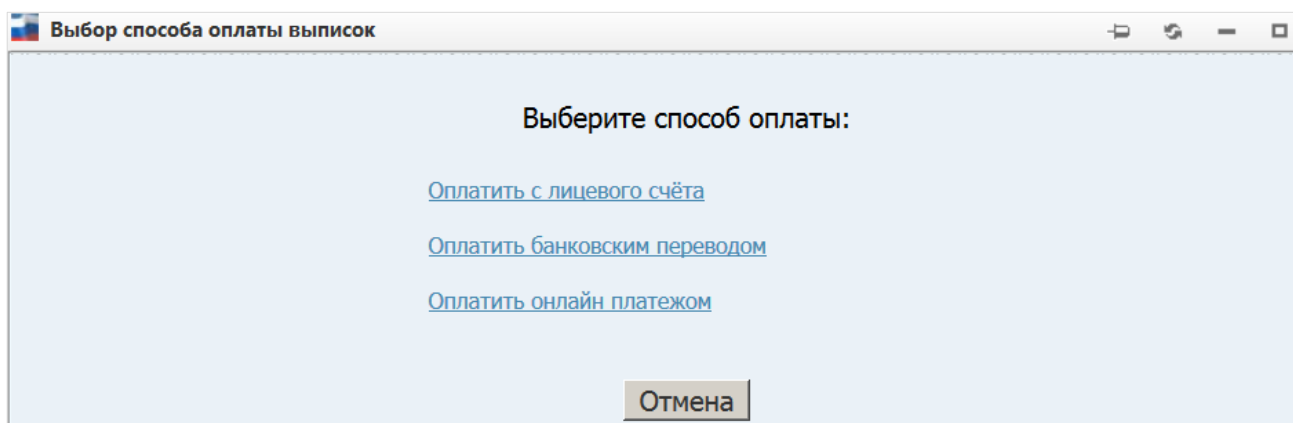 Выбор способа оплаты выписок
Выберите способ оплаты:
Оплатить с лицевого счёта
Оплатить банковским переводом
Оплатить онлайн платежом
Отмена